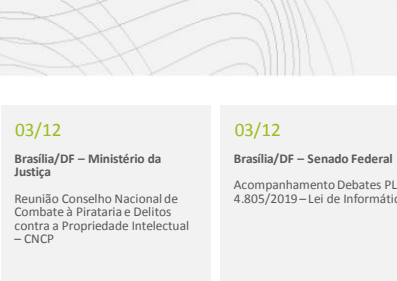 03/12
Brasília/DF – Ministério da
Justiça
Reunião Conselho Nacional de
Combate à Pirataria e Delitos
contra a Propriedade Intelectual
– CNCP
03/12
Brasília/DF – Senado Federal
Acompanhamento Debates PL
4.805/2019 – Lei de